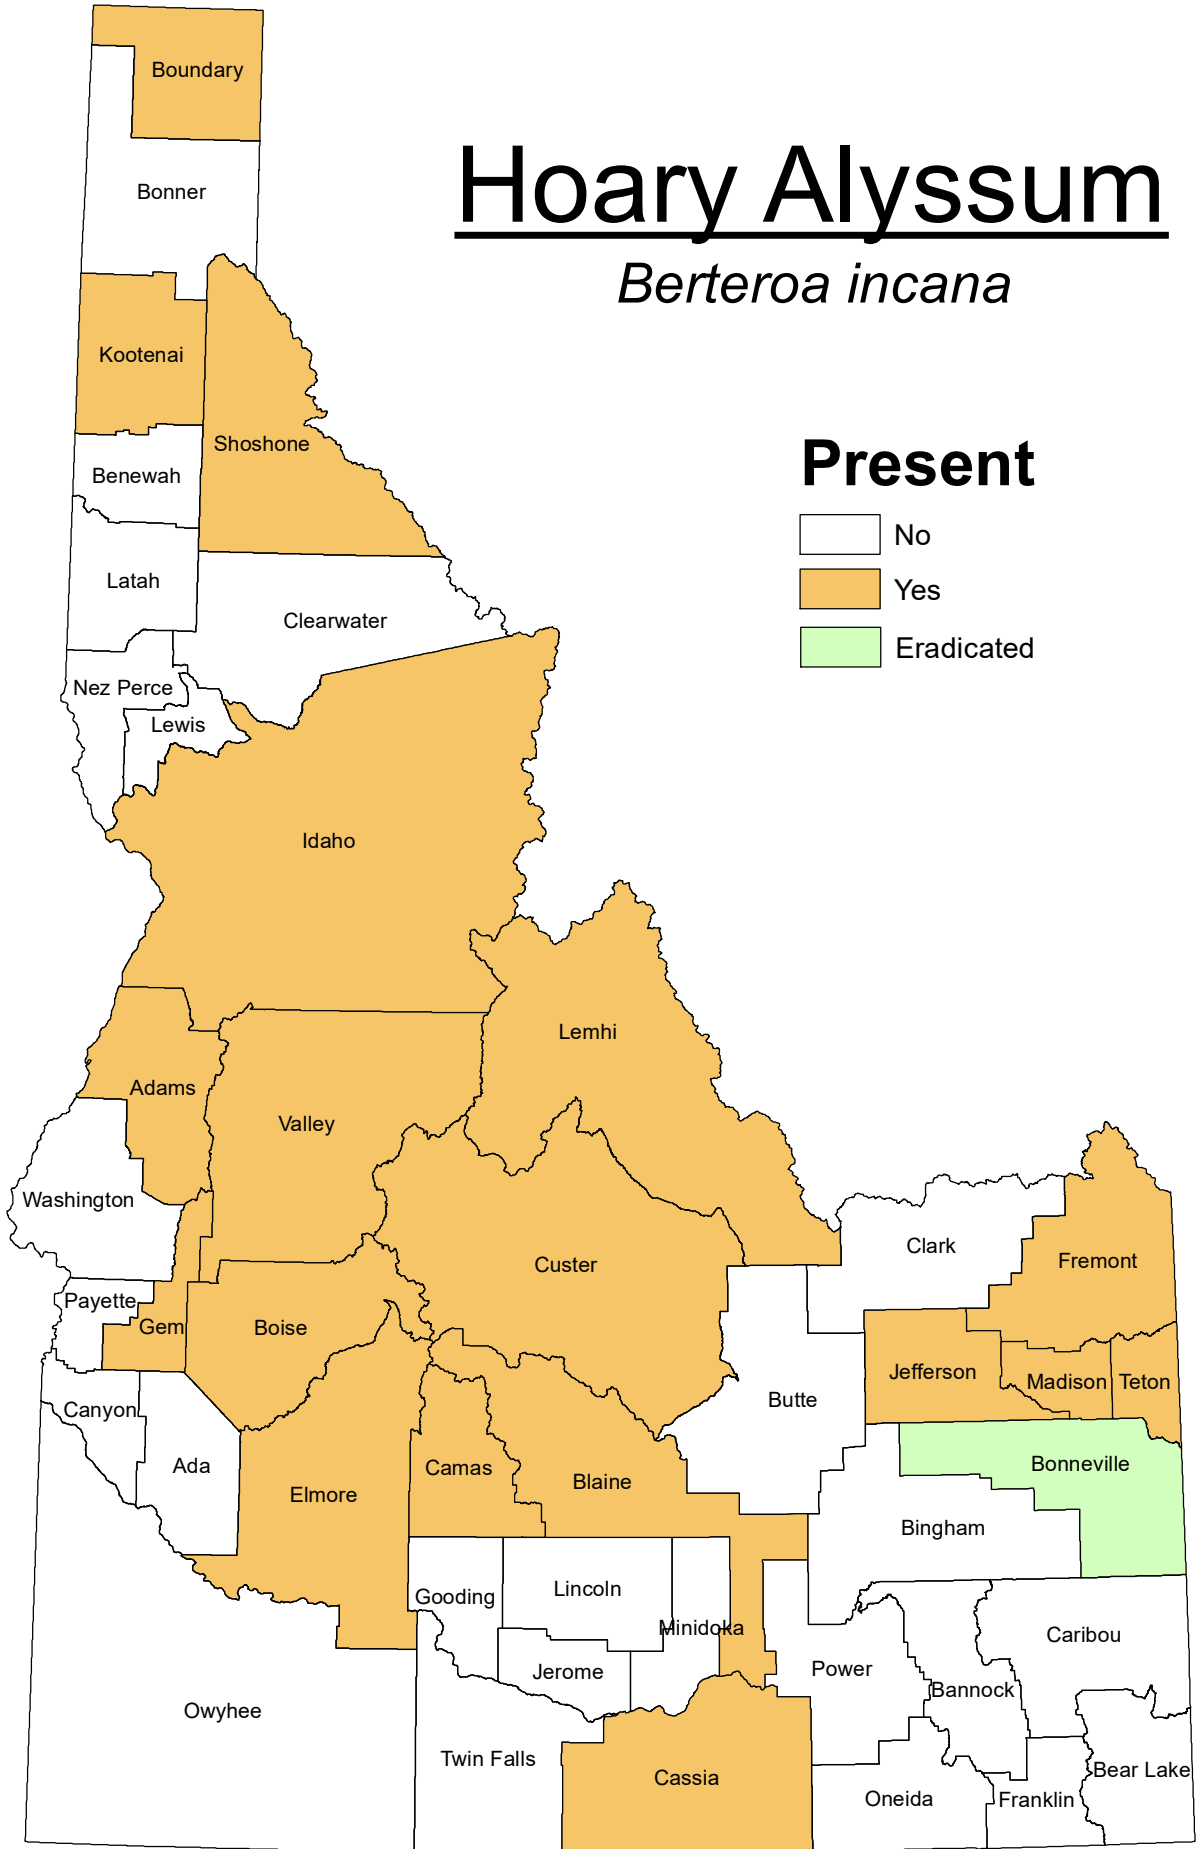 Boundary
Hoary Alyssum
Bonner
Berteroa incana
Kootenai
Shoshone
Present
Benewah
No
Latah
Yes
Clearwater
Eradicated
Nez Perce
Lewis
Idaho
Lemhi
Adams
Valley
Washington
Clark
Custer
Fremont
Payette
Gem
Boise
Jefferson
Madison
Teton
Butte
Canyon
Ada
Camas
Blaine
Bonneville
Elmore
Bingham
Gooding
Lincoln
Minidoka
Caribou
Jerome
Power
Bannock
Owyhee
Twin Falls
Cassia
Bear Lake
Oneida
Franklin